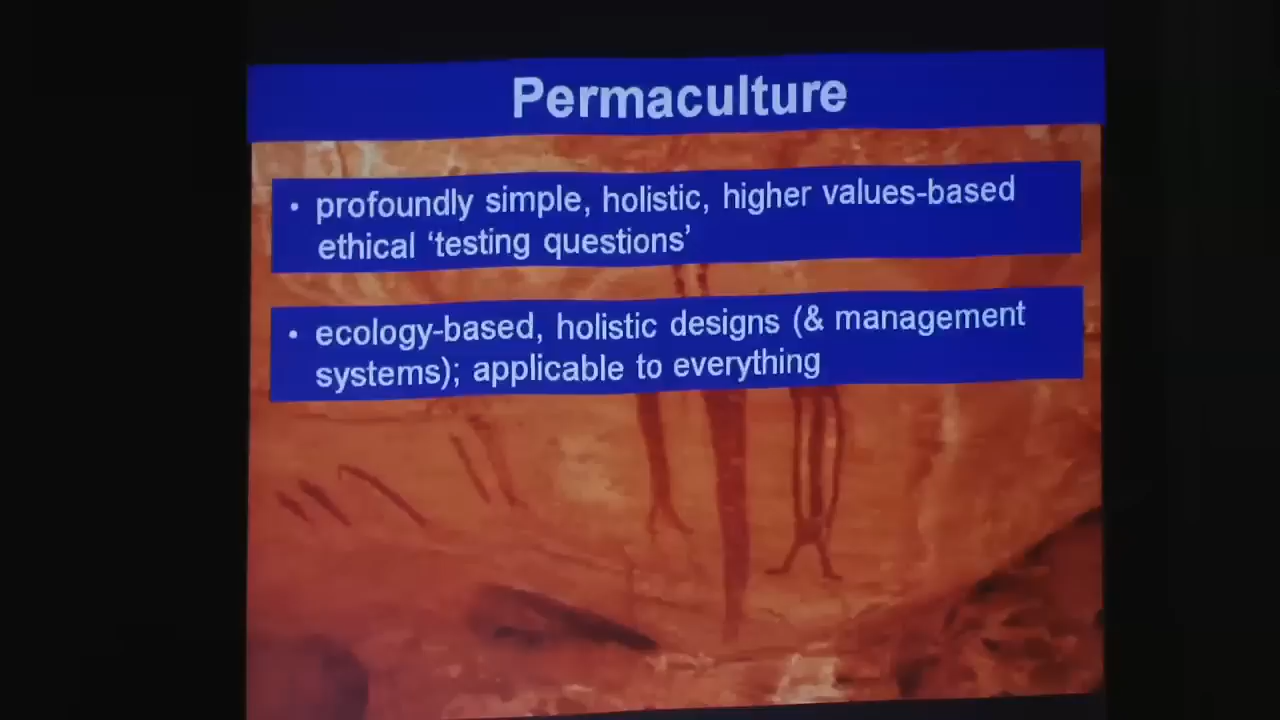 Permaculture
• profoundly simple, holistic, higher values-based
ethical ‘testing questions’
• ecology-based, holistic designs (& management
systems); applicable to everything